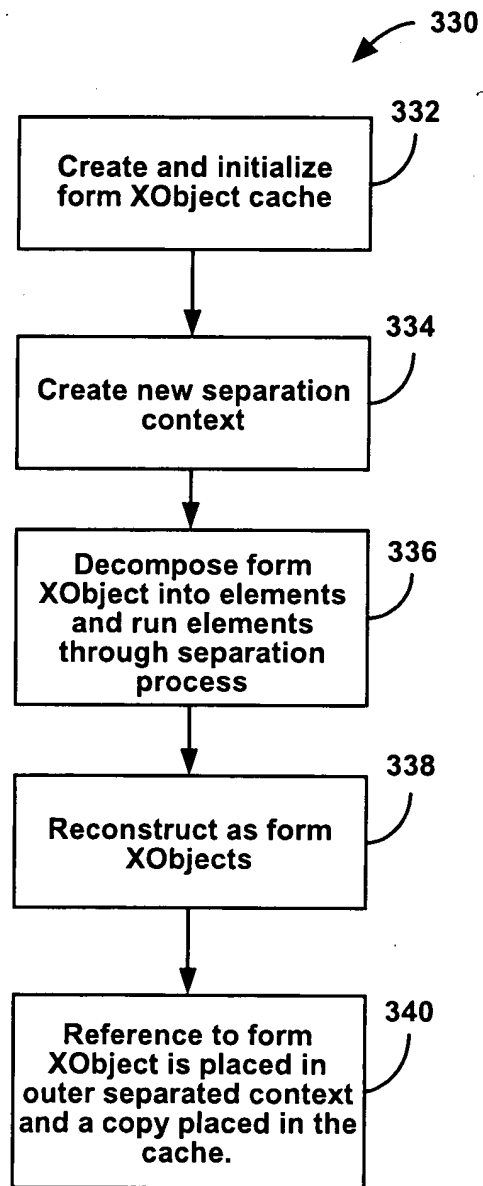 330
332
Create and initialize
form XObject cache
334
Create new separation
context
336
Decompose form
XObject into elements
and run elements
through separation
process
338
Reconstruct as form
XObjects
340
Reference to form
XObject is placed in
outer separated context
and a copy placed in the
cache.